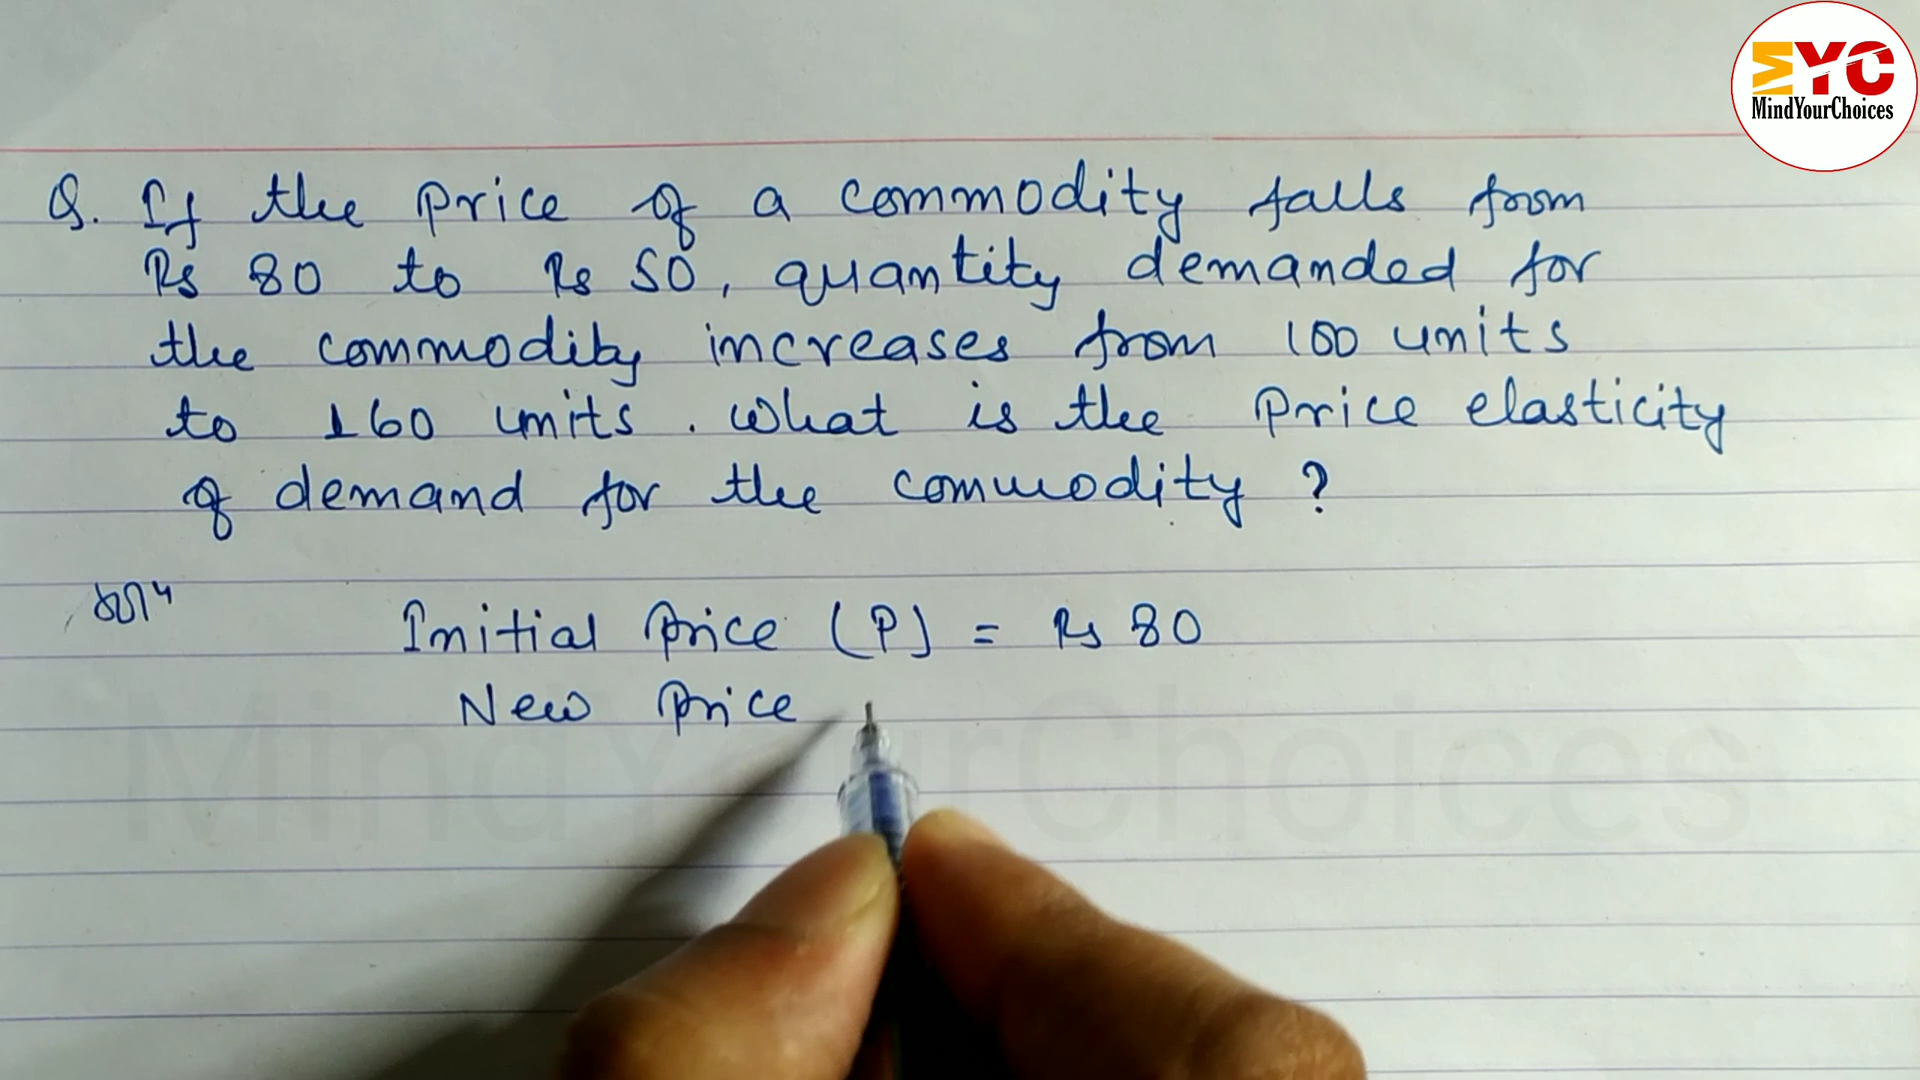 MYC
MindYourChoices
Q. If the price of a commodity falls from
Rs 80 to Rs 50, quantity demanded for
the commodity increases from 100 units
to 160 units. What is the price elasticity
of demand for the commodity ?
Solⁿ
Initial Price (P) = Rs 80
New Price
MindYourChoices